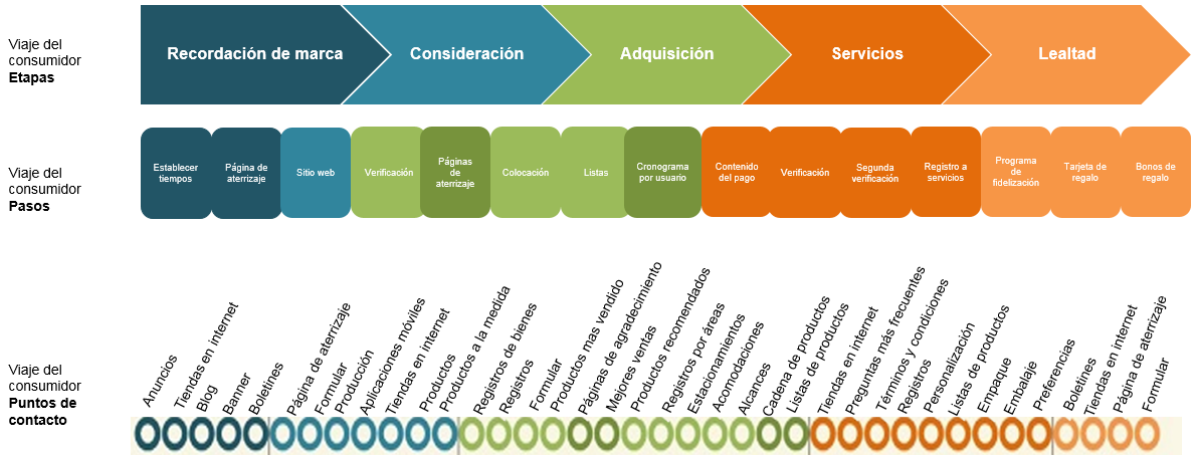 Viaje del
consumidor
Etapas
Recordación de marca
Consideración
Adquisición
Servicios
Lealtad
Viaje del
consumidor
Pasos
Establecer
tiempos
Página de
aterrizaje
Sitio web
Verificación
Páginas
de
aterrizaje
Colocación
Listas
Cronograma
por usuario
Contenido
del pago
Verificación
Segunda
verificación
Registro a
servicios
Programa
de
fidelización
Tarjeta de
regalo
Bonos de
regalo
Viaje del
consumidor
Puntos de
contacto
Anuncios
Tiendas en internet
Blog
Banner
Boletines
Página de aterrizaje
Formular
Producción
Aplicaciones móviles
Tiendas en internet
Productos
Productos a la medida
Registros de bienes
Registros
Formular
Productos mas vendido
Páginas de agradecimiento
Mejores ventas
Productos recomendados
Registros por áreas
Estacionamientos
Acomodaciones
Alcances
Cadena de productos
Listas de productos
Tiendas en internet
Preguntas más frecuentes
Términos y condiciones
Registros
Personalización
Listas de productos
Empaque
Embalaje
Preferencias
Boletines
Tiendas en internet
Página de aterrizaje
Formular